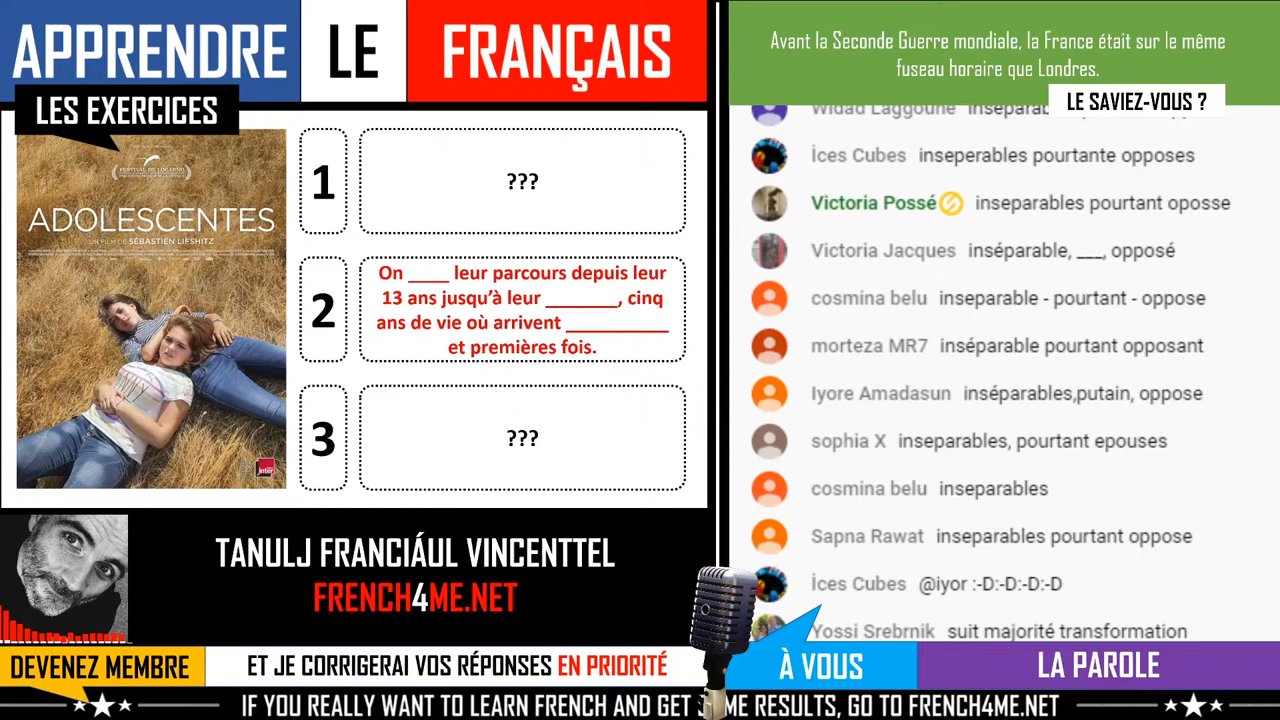 APPRENDRE LE FRANÇAIS
LES EXERCICES
FESTIVAL DE LOCARNO
ADOLESCENTES
UN FILM DE SÉBASTIEN LIFSHITZ
inter
1
???
2
On ____ leur parcours depuis leur
13 ans jusqu'à leur _______, cinq
ans de vie où arrivent __________
et premières fois.
3
???
TANULJ FRANCIÁUL VINCENTTEL
FRENCH4ME.NET
DEVENEZ MEMBRE
ET JE CORRIGERAI VOS RÉPONSES EN PRIORITÉ
Avant la Seconde Guerre mondiale, la France était sur le même
fuseau horaire que Londres.
LE SAVIEZ-VOUS ?
Widad Laggoune
İces Cubes inseperables pourtante opposes
Victoria Possé inseparables pourtant oposse
Victoria Jacques inséparable, ___, opposé
cosmina belu inseparable - pourtant - oppose
morteza MR7 inséparable pourtant opposant
Iyore Amadasun inséparables,putain, oppose
sophia X inseparables, pourtant epouses
cosmina belu inseparables
Sapna Rawat inseparables pourtant oppose
İces Cubes @iyor :-D:-D:-D:-D
Yossi Srebrnik suit majorité transformation
À VOUS
LA PAROLE
IF YOU REALLY WANT TO LEARN FRENCH AND GET ME RESULTS, GO TO FRENCH4ME.NET